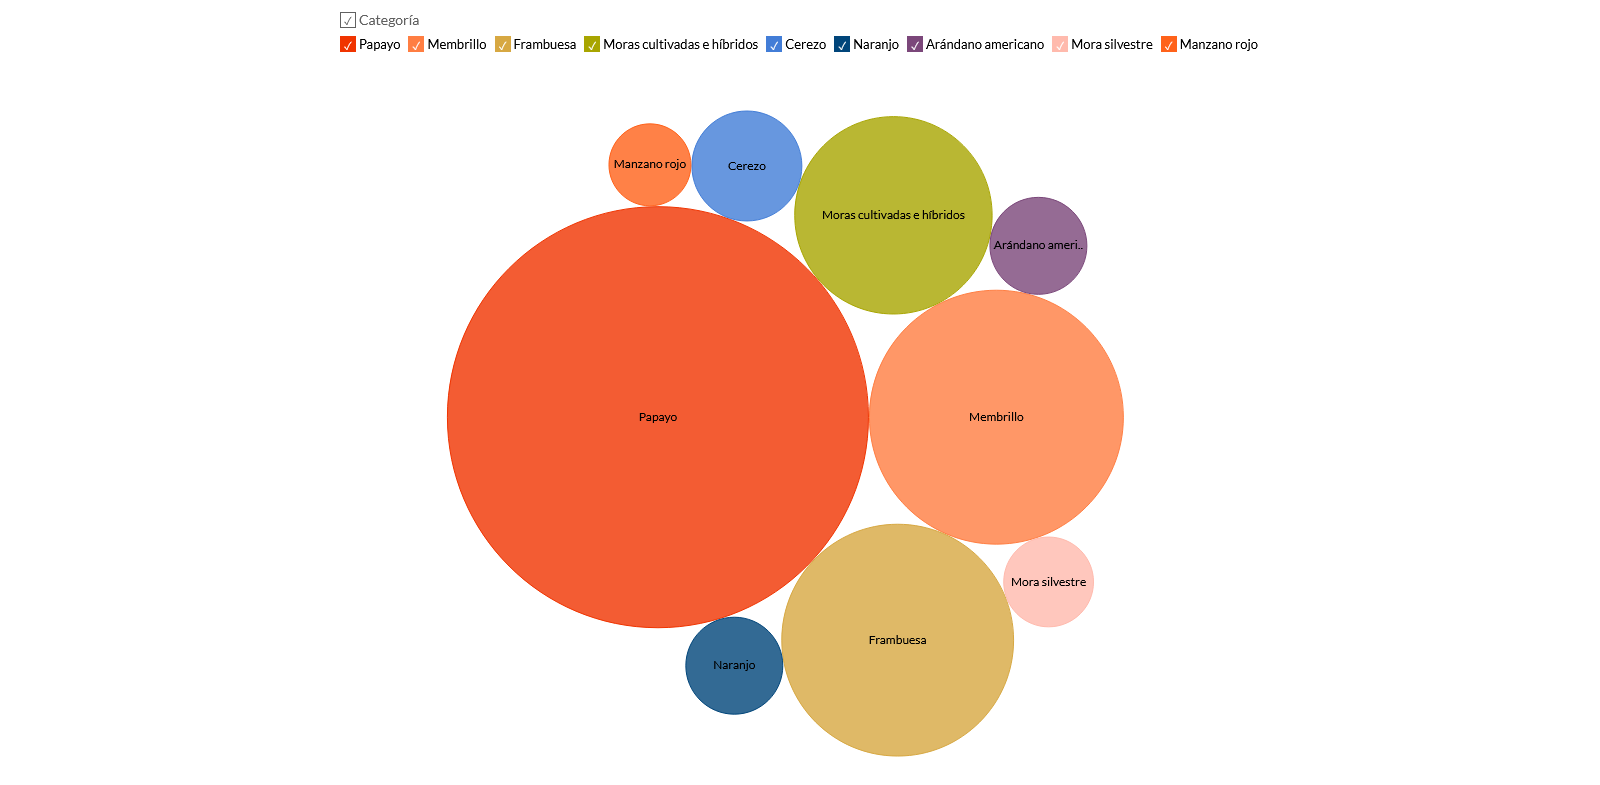 Categoría
Papayo Membrillo Frambuesa Moras cultivadas e híbridos Cerezo Naranjo Arándano americano Mora silvestre Manzano rojo
Manzano rojo
Cerezo
Moras cultivadas e híbridos
Arándano ameri..
Papayo
Membrillo
Mora silvestre
Frambuesa
Naranjo